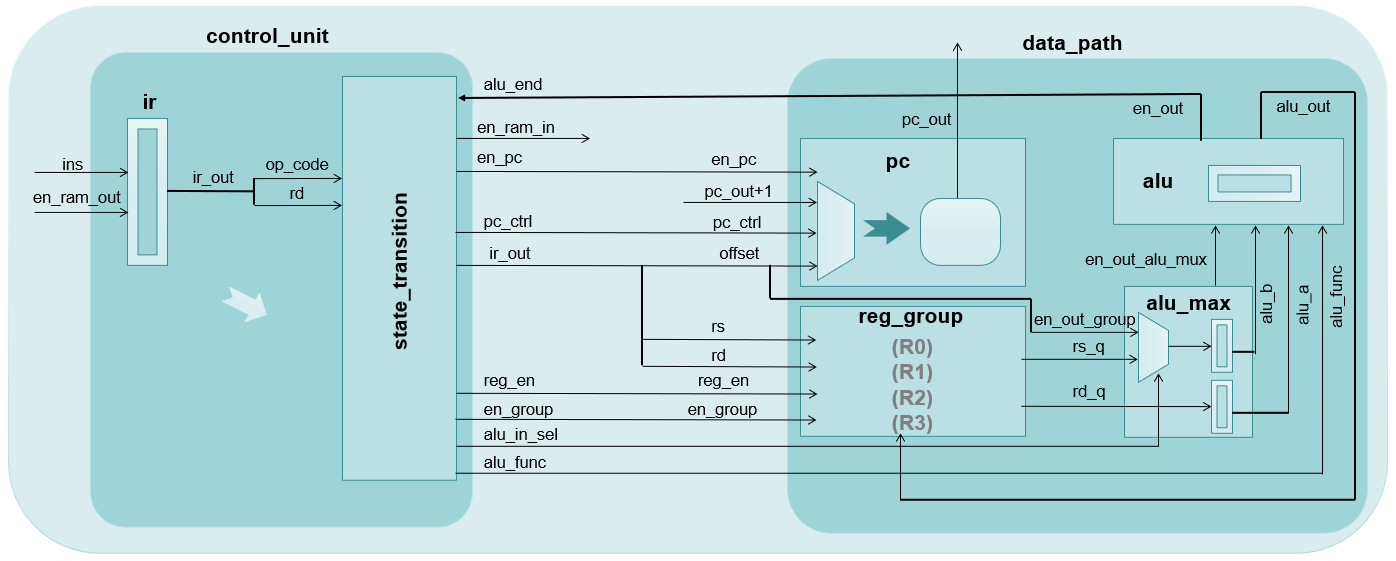 control_unit
data_path
ir
ins
en_ram_out
ir_out
op_code
rd
state_transition
alu_end
en_ram_in
en_pc
pc_ctrl
ir_out
rs
rd
reg_en
en_group
alu_in_sel
alu_func
en_pc
pc_out+1
pc_ctrl
offset
reg_en
en_group
pc_out
pc
reg_group
(R0)
(R1)
(R2)
(R3)
en_out
alu_out
alu
en_out_alu_mux
alu_max
en_out_group
rs_q
rd_q
alu_b
alu_a
alu_func